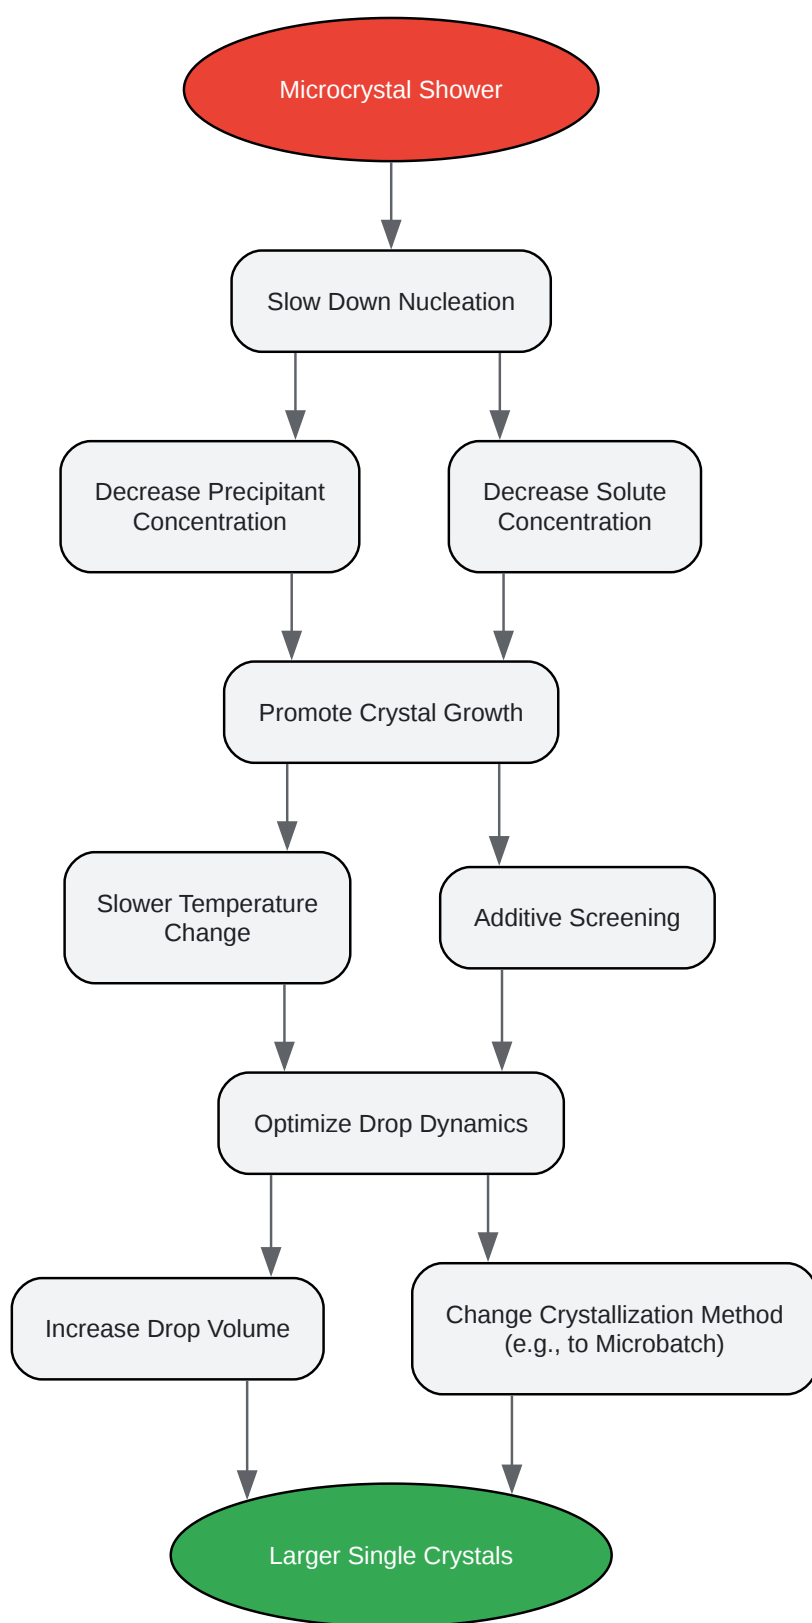 Microcrystal Shower
Slow Down Nucleation
Decrease Precipitant
Concentration
Decrease Solute
Concentration
Promote Crystal Growth
Slower Temperature
Change
Additive Screening
Optimize Drop Dynamics
Increase Drop Volume
Change Crystallization Method
(e.g., to Microbatch)
Larger Single Crystals